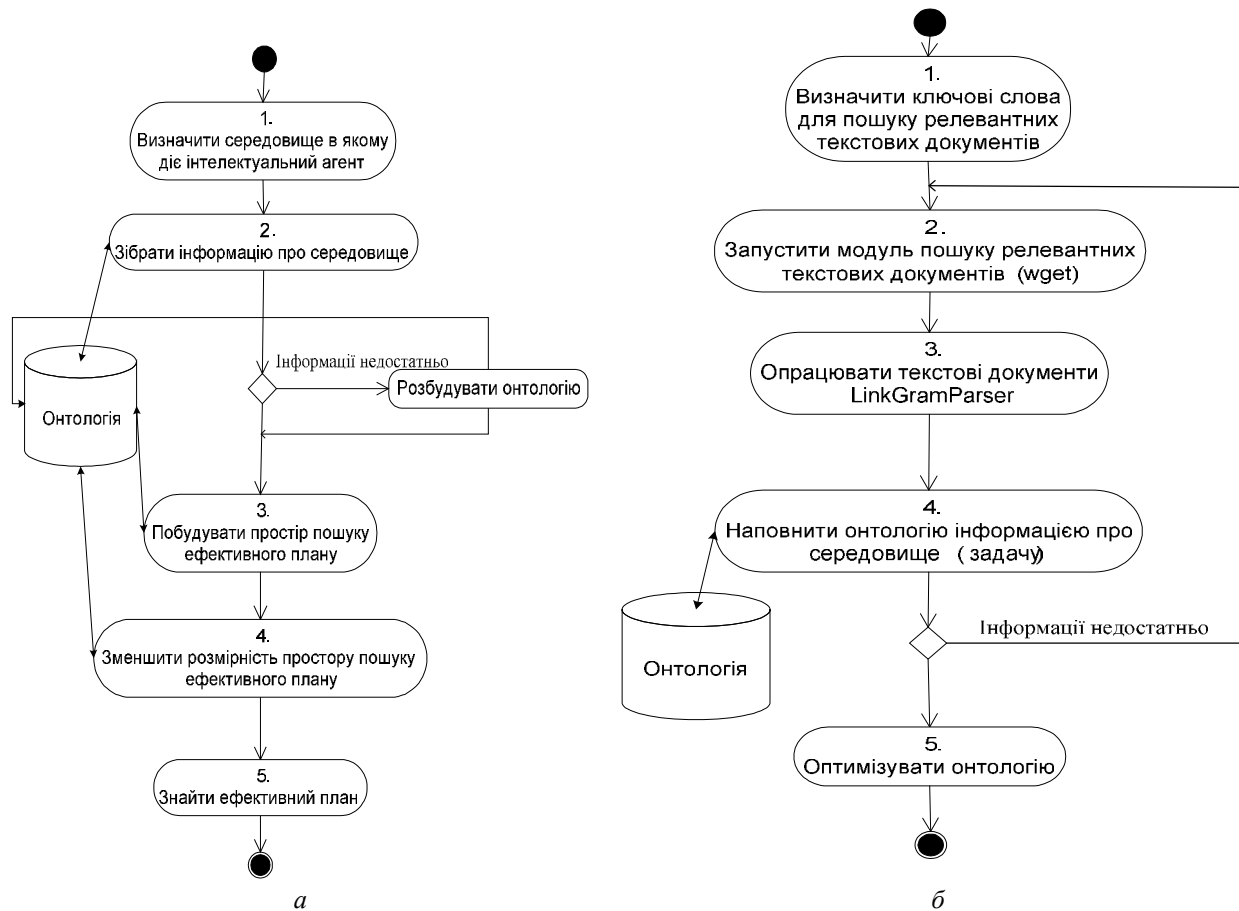 1.
Визначити середовище в якому
діє інтелектуальний агент
2.
Зібрати інформацію про середовище
Інформації недостатньо
Розбудувати онтологію
Онтологія
3.
Побудувати простір пошуку
ефективного плану
4.
Зменшити розмірність простору пошуку
ефективного плану
5.
Знайти ефективний план
а
1.
Визначити ключові слова
для пошуку релевантних
текстових документів
2.
Запустити модуль пошуку релевантних
текстових документів (wget)
3.
Опрацювати текстові документи
LinkGramParser
4.
Наповнити онтологію інформацією про
середовище ( задачу)
Інформації недостатньо
Онтологія
5.
Оптимізувати онтологію
б